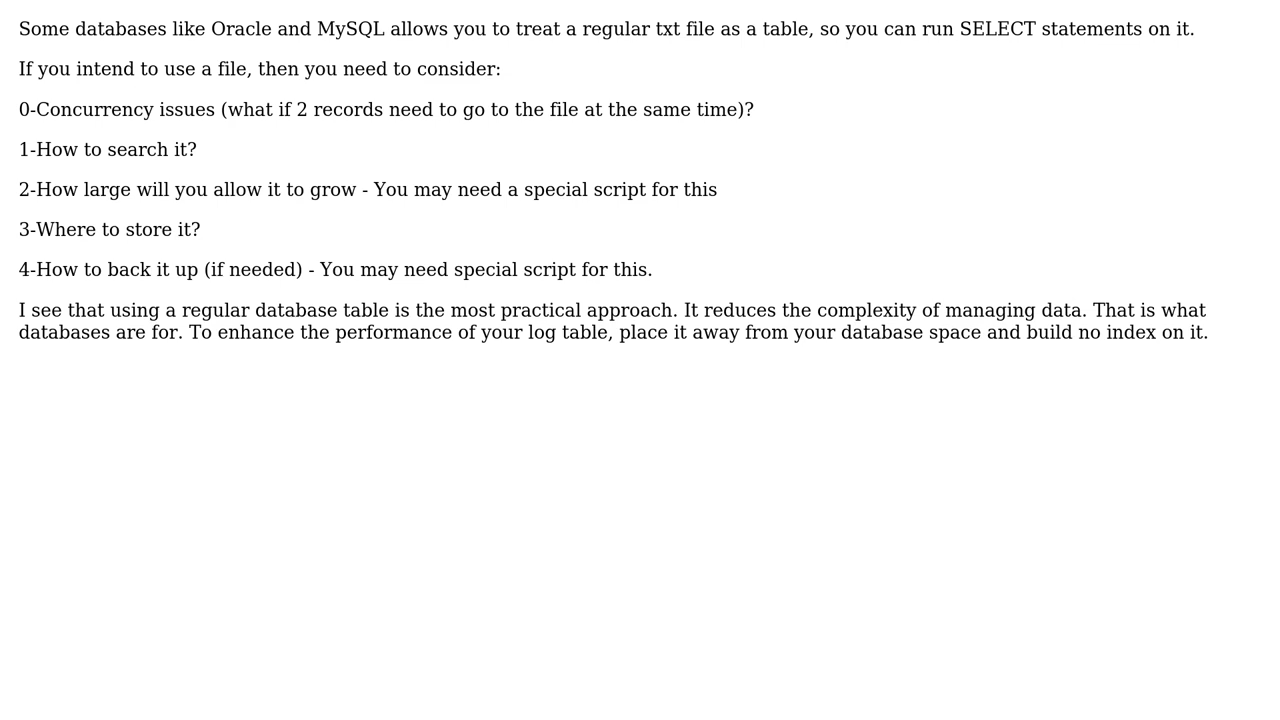 Some databases like Oracle and MySQL allows you to treat a regular txt file as a table, so you can run SELECT statements on it.
If you intend to use a file, then you need to consider:
0-Concurrency issues (what if 2 records need to go to the file at the same time)?
1-How to search it?
2-How large will you allow it to grow - You may need a special script for this
3-Where to store it?
4-How to back it up (if needed) - You may need special script for this.
I see that using a regular database table is the most practical approach. It reduces the complexity of managing data. That is what
databases are for. To enhance the performance of your log table, place it away from your database space and build no index on it.